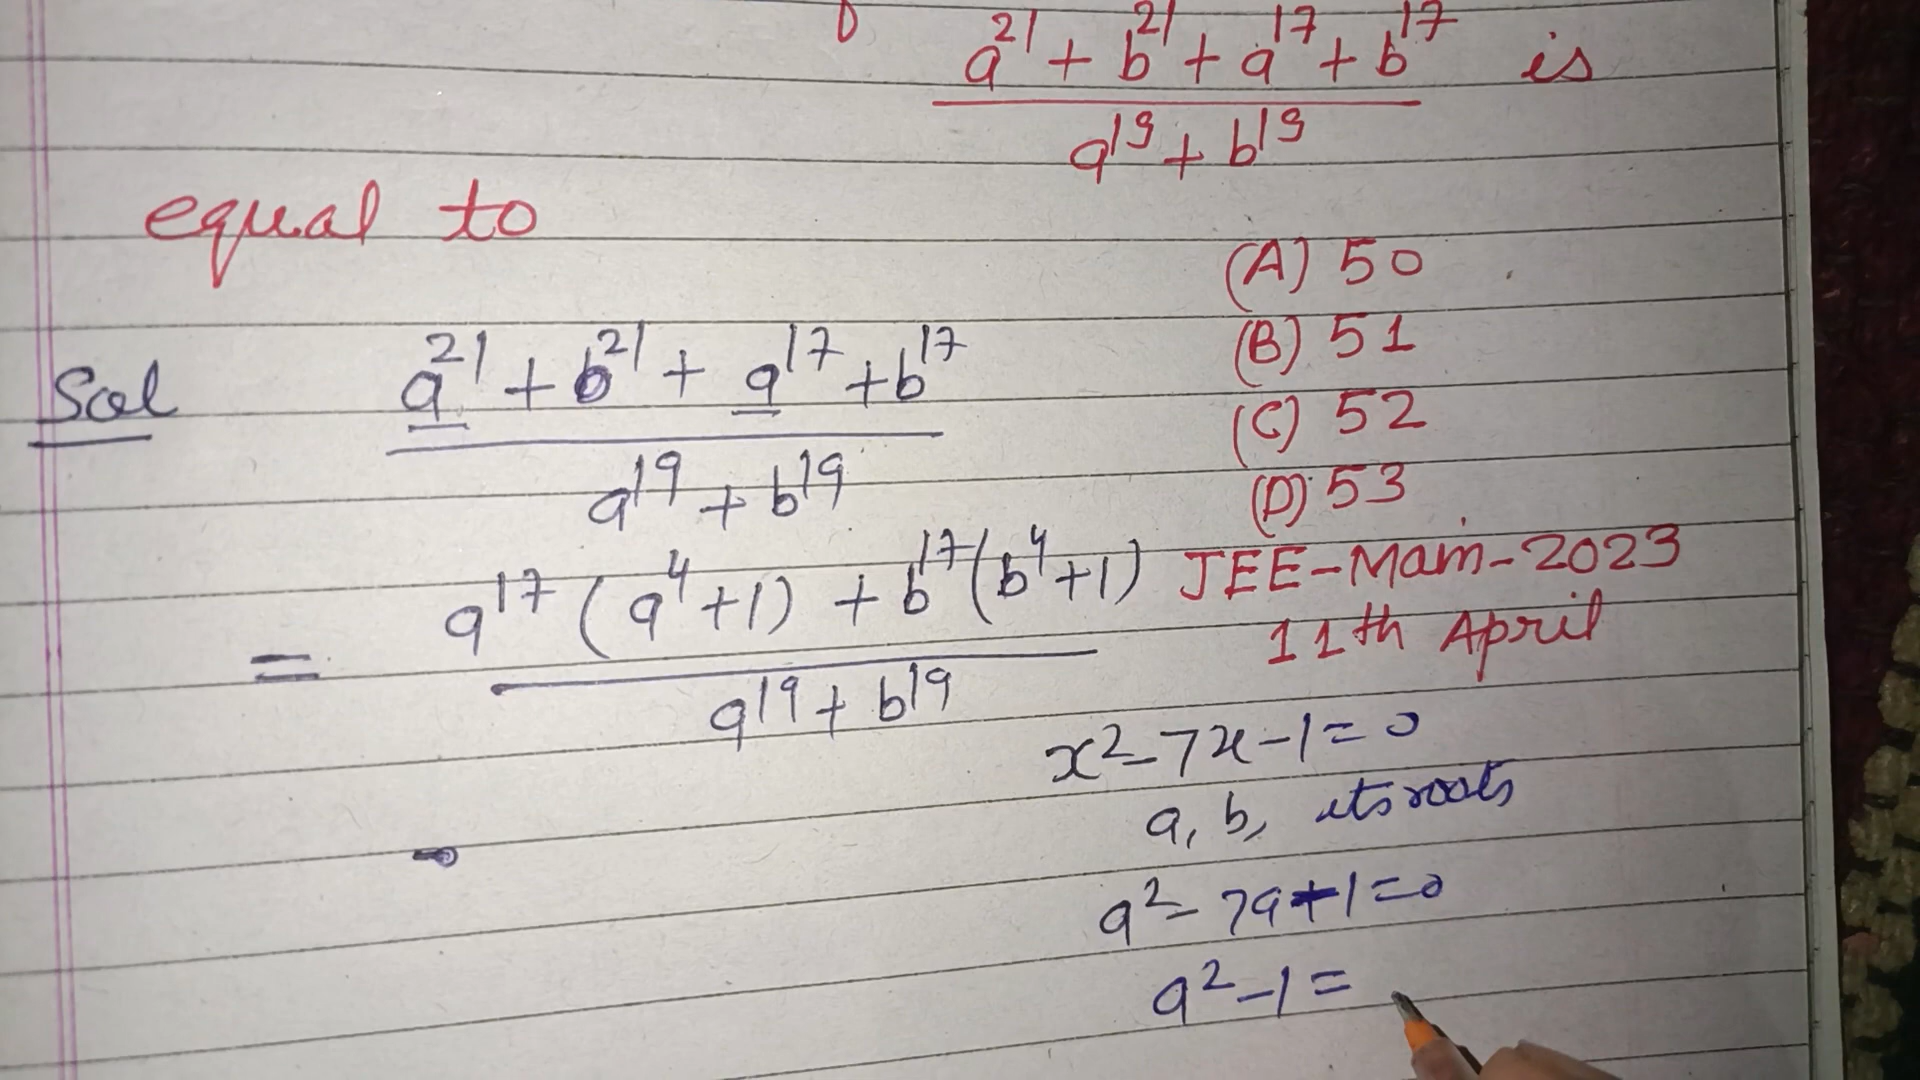 a^21 + b^21 + a^17 + b^17 is
a^19 + b^19
equal to
(A) 50
(B) 51
(C) 52
(D) 53
JEE-Main-2023
11th April
Sol
a^21 + b^21 + a^17 + b^17
a^19 + b^19
= a^17 (a^4+1) + b^17 (b^4+1)
a^19 + b^19
x^2-7x-1=0
a, b, its roots
a^2-7a-1=0
a^2-1=